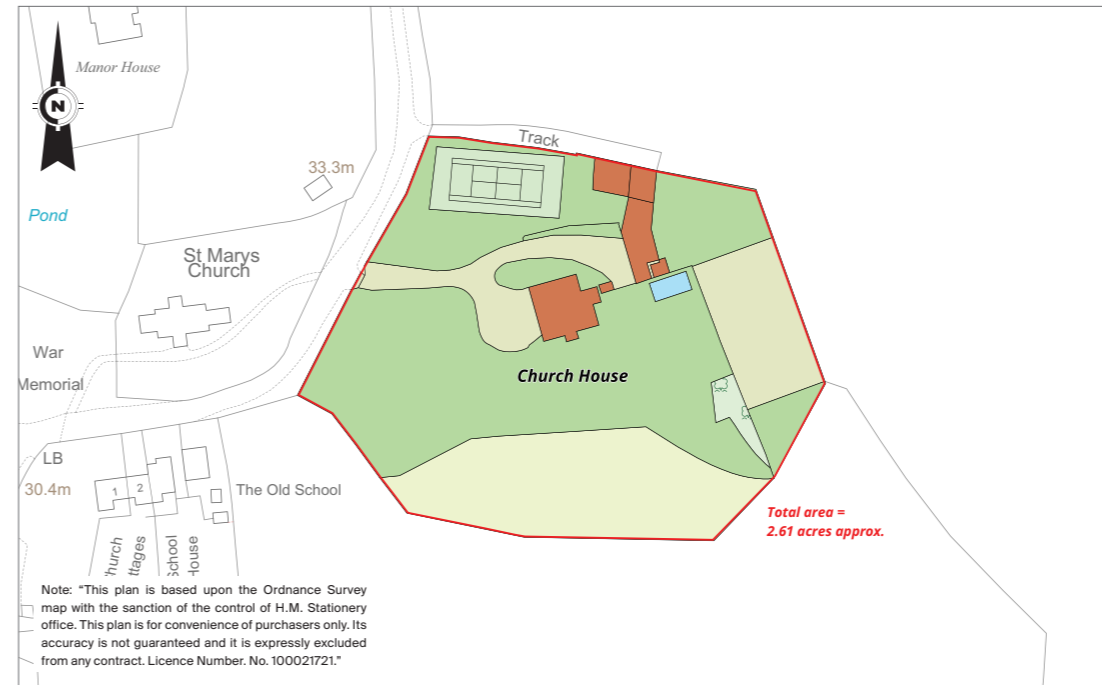 Manor House
N
Track
33.3m
Pond
St Marys
Church
War
Memorial
Church House
LB
30.4m
1
2
The Old School
Total area =
2.61 acres approx.
School
House
Note: “This plan is based upon the Ordnance Survey
map with the sanction of the control of H.M. Stationery
office. This plan is for convenience of purchasers only. Its
accuracy is not guaranteed and it is expressly excluded
from any contract. Licence Number. No. 100021721.”